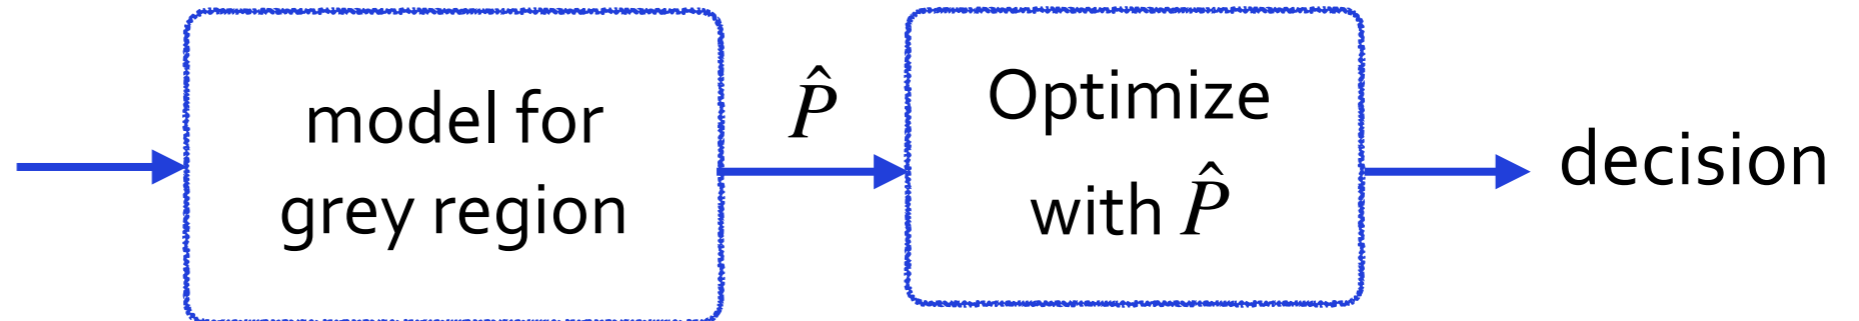 model for
grey region
P̂
Optimize
with P̂
decision